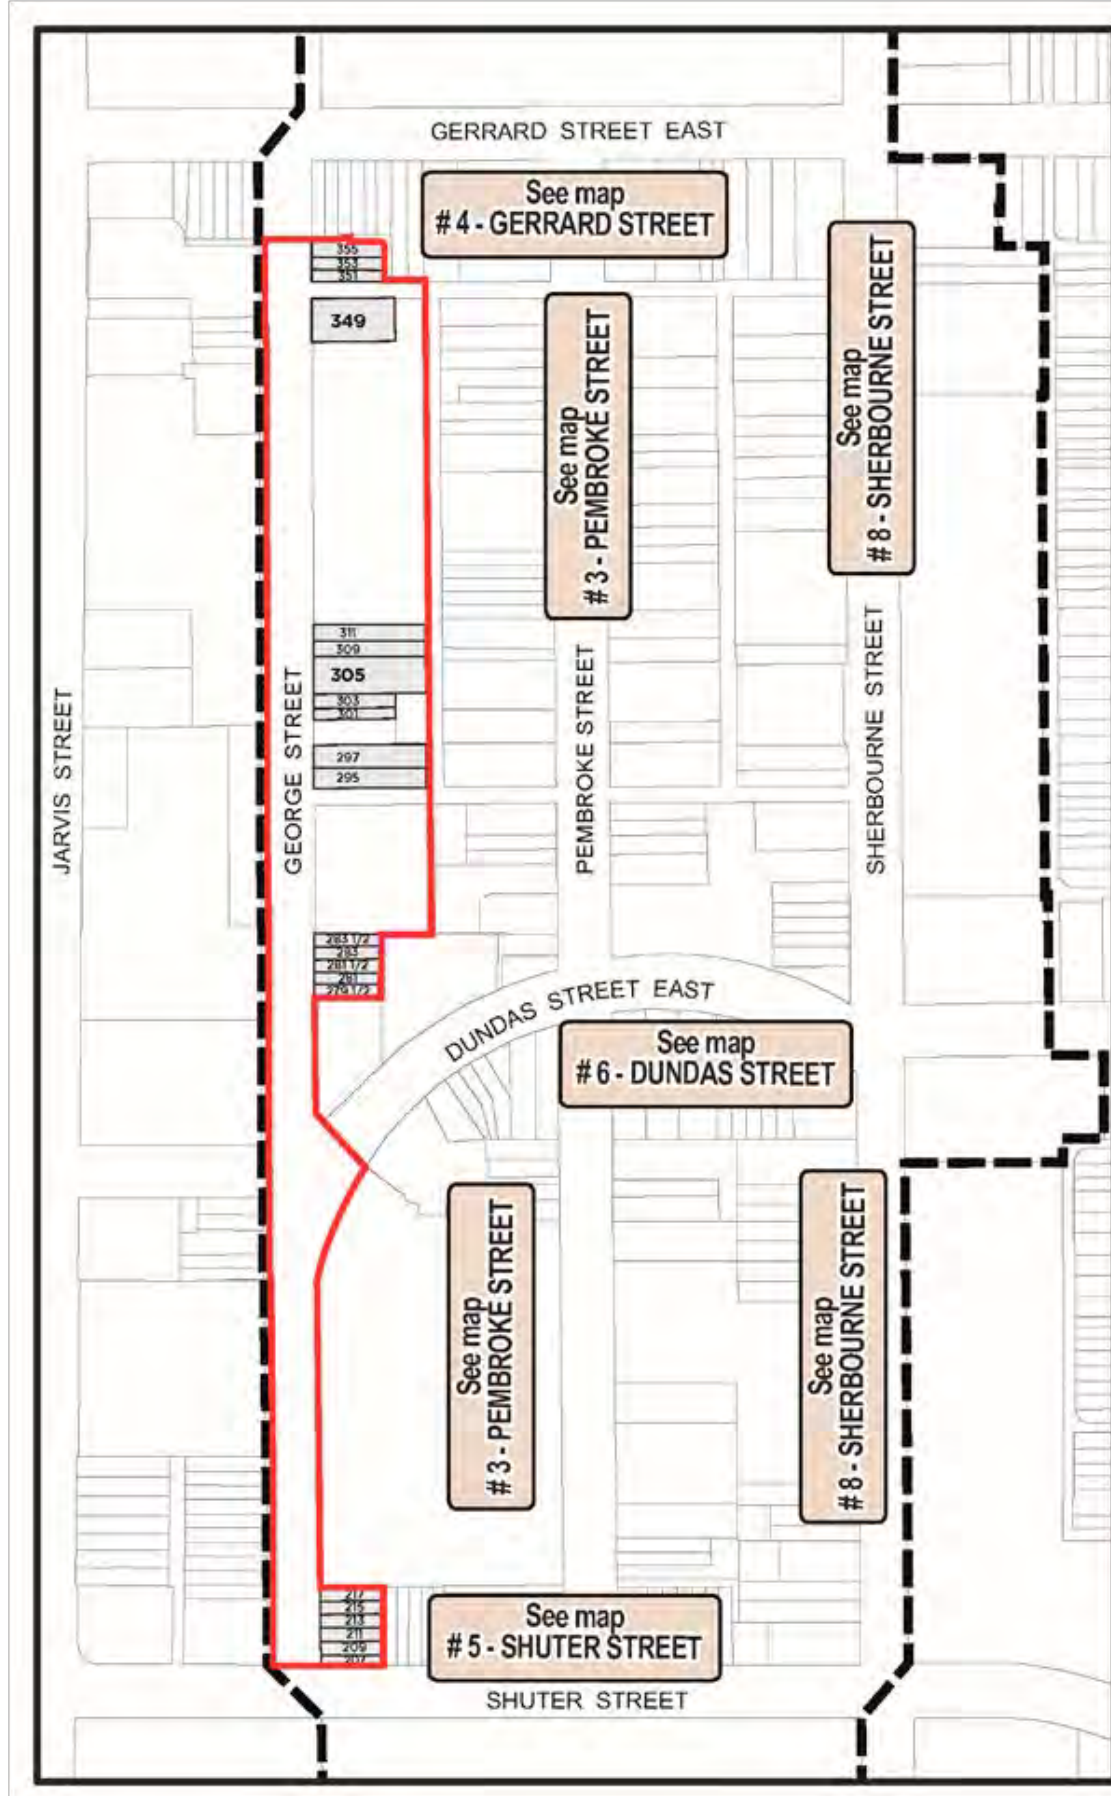 GERRARD STREET EAST
See map
# 4 - GERRARD STREET
355
353
351
349
See map
# 3 - PEMBROKE STREET
See map
# 8 - SHERBOURNE STREET
311
309
305
303
301
297
295
JARVIS STREET
GEORGE STREET
PEMBROKE STREET
SHERBOURNE STREET
283 1/2
283
281 1/2
281
279 1/2
DUNDAS STREET EAST
See map
# 6 - DUNDAS STREET
See map
# 3 - PEMBROKE STREET
See map
# 8 - SHERBOURNE STREET
217
215
213
211
209
207
See map
# 5 - SHUTER STREET
SHUTER STREET